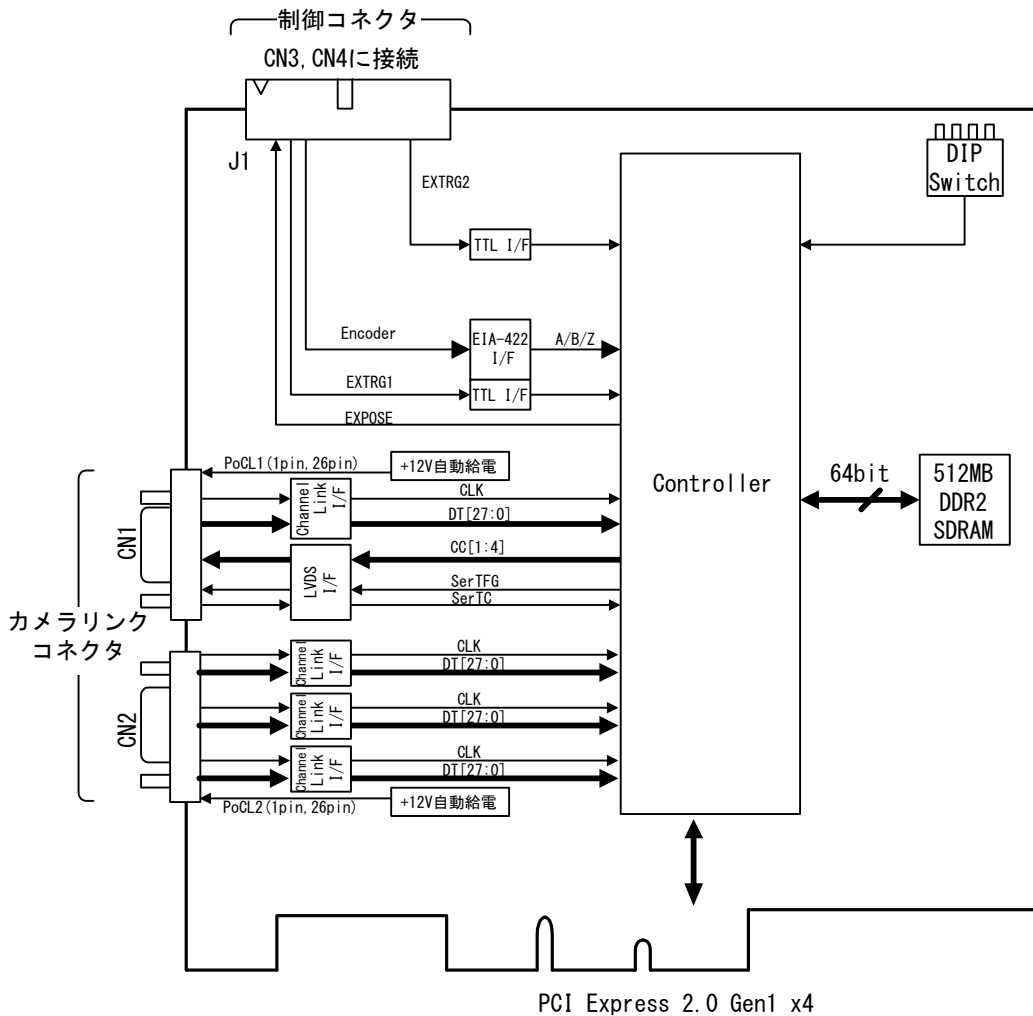 制御コネクタ
CN3,CN4に接続
J1
EXTRG2
DIP
Switch
TTL I/F
Encoder
EIA-422
I/F
A/B/Z
EXTRG1
TTL I/F
EXPOSE
PoCL1(1pin,26pin)
+12V自動給電
Channel
Link
I/F
CLK
DT[27:0]
CN1
LVDS
I/F
CC[1:4]
SerTFG
SerTC
Controller
64bit
512MB
DDR2
SDRAM
カメラリンク
コネクタ
CN2
Channel
Link
I/F
CLK
DT[27:0]
Channel
Link
I/F
CLK
DT[27:0]
Channel
Link
I/F
CLK
DT[27:0]
PoCL2(1pin,26pin)
+12V自動給電
PCI Express 2.0 Gen1 x4